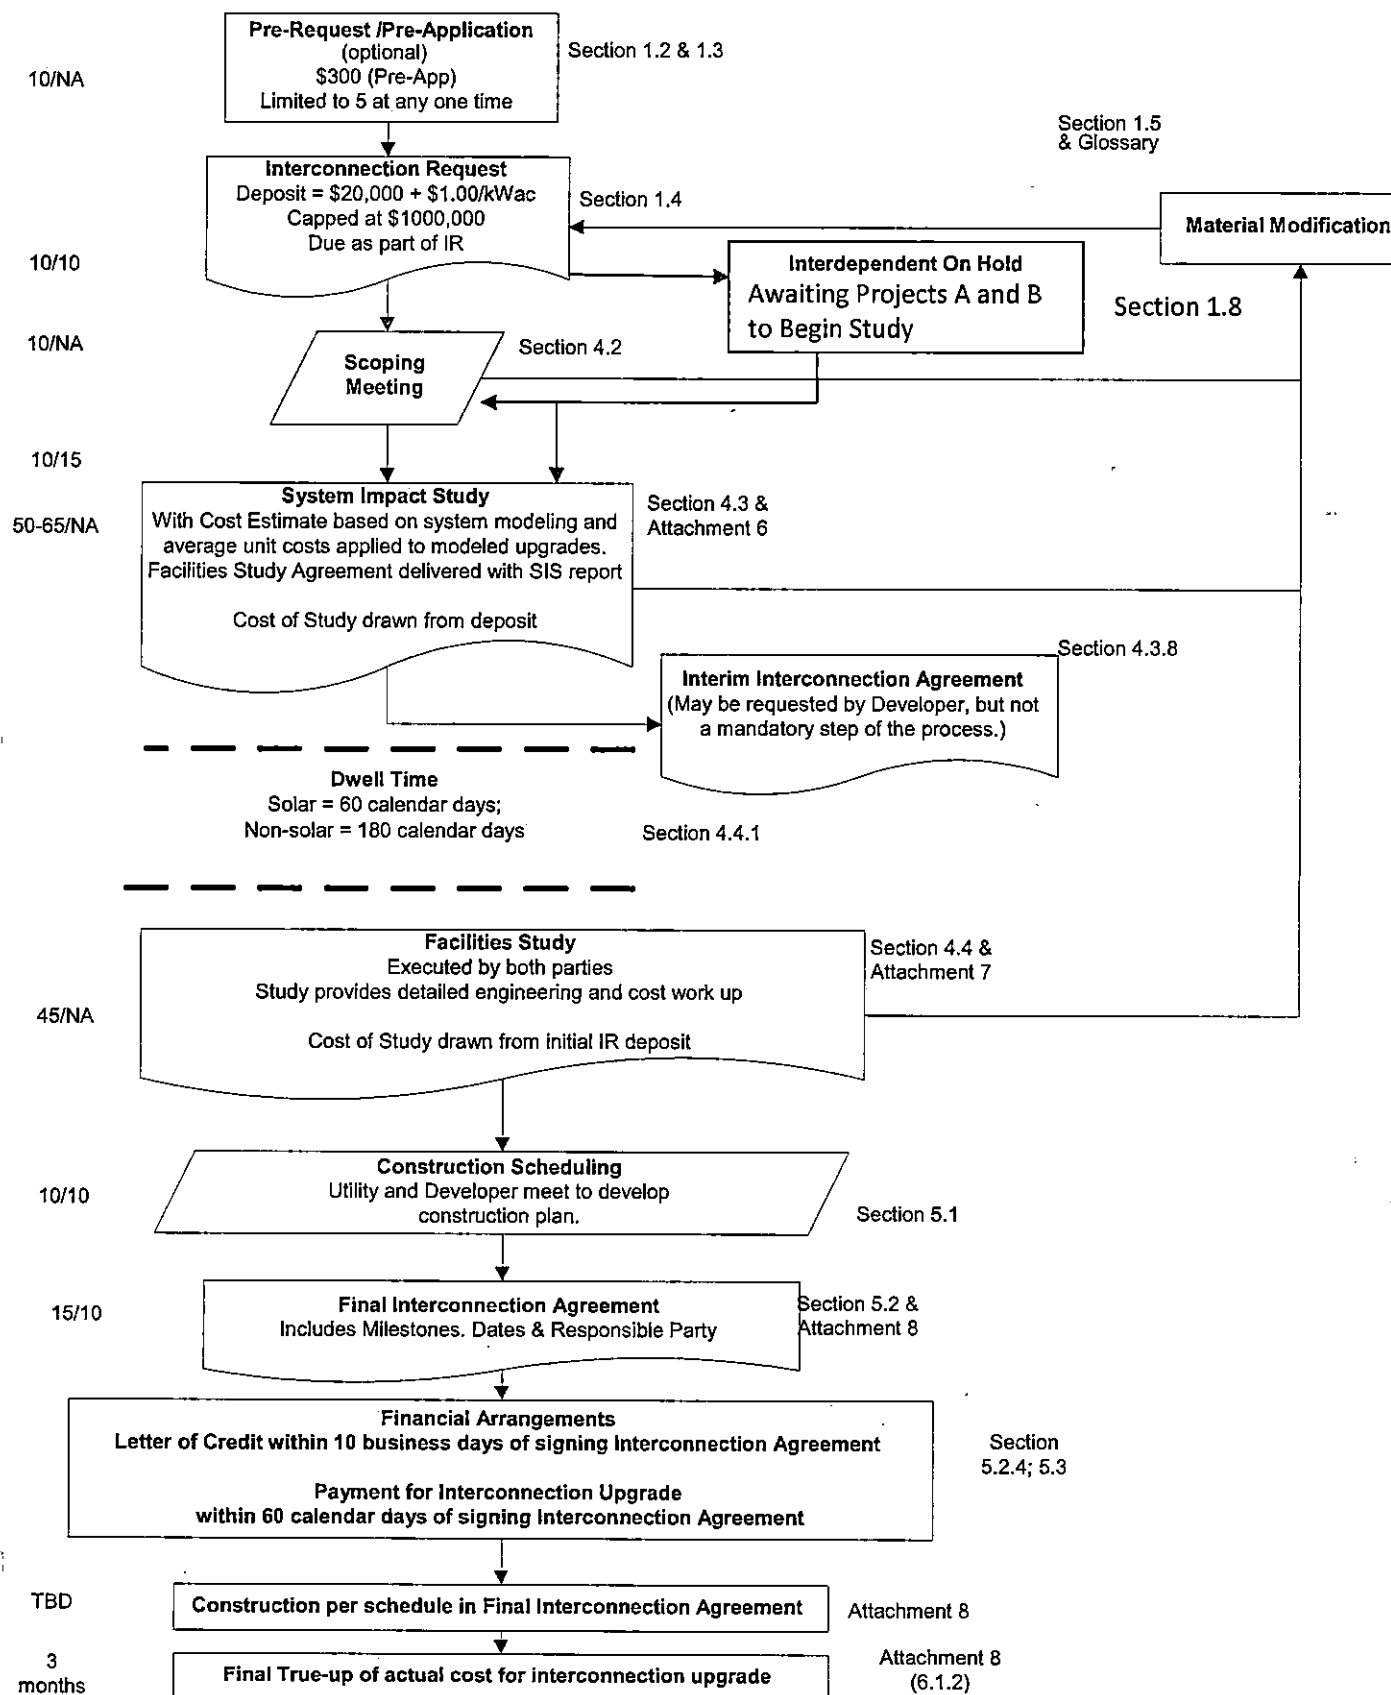 Pre-Request /Pre-Application
(optional)
$300 (Pre-App)
Limited to 5 at any one time
Section 1.2 & 1.3
10/NA
Section 1.5
& Glossary
Interconnection Request
Deposit = $20,000 + $1.00/kWac
Capped at $1000,000
Due as part of IR
Section 1.4
Material Modification
10/10
Interdependent On Hold
Awaiting Projects A and B
to Begin Study
Section 1.8
10/NA
Scoping
Meeting
Section 4.2
10/15
50-65/NA
System Impact Study
With Cost Estimate based on system modeling and
average unit costs applied to modeled upgrades.
Facilities Study Agreement delivered with SIS report
Cost of Study drawn from deposit
Section 4.3 &
Attachment 6
Section 4.3.8
Interim Interconnection Agreement
(May be requested by Developer, but not
a mandatory step of the process.)
Dwell Time
Solar = 60 calendar days;
Non-solar = 180 calendar days
Section 4.4.1
45/NA
Facilities Study
Executed by both parties
Study provides detailed engineering and cost work up
Cost of Study drawn from initial IR deposit
Section 4.4 &
Attachment 7
10/10
Construction Scheduling
Utility and Developer meet to develop
construction plan.
Section 5.1
15/10
Final Interconnection Agreement
Includes Milestones. Dates & Responsible Party
Section 5.2 &
Attachment 8
Financial Arrangements
Letter of Credit within 10 business days of signing Interconnection Agreement
Payment for Interconnection Upgrade
within 60 calendar days of signing Interconnection Agreement
Section
5.2.4; 5.3
TBD
Construction per schedule in Final Interconnection Agreement
Attachment 8
3
months
Final True-up of actual cost for interconnection upgrade
Attachment 8
(6.1.2)